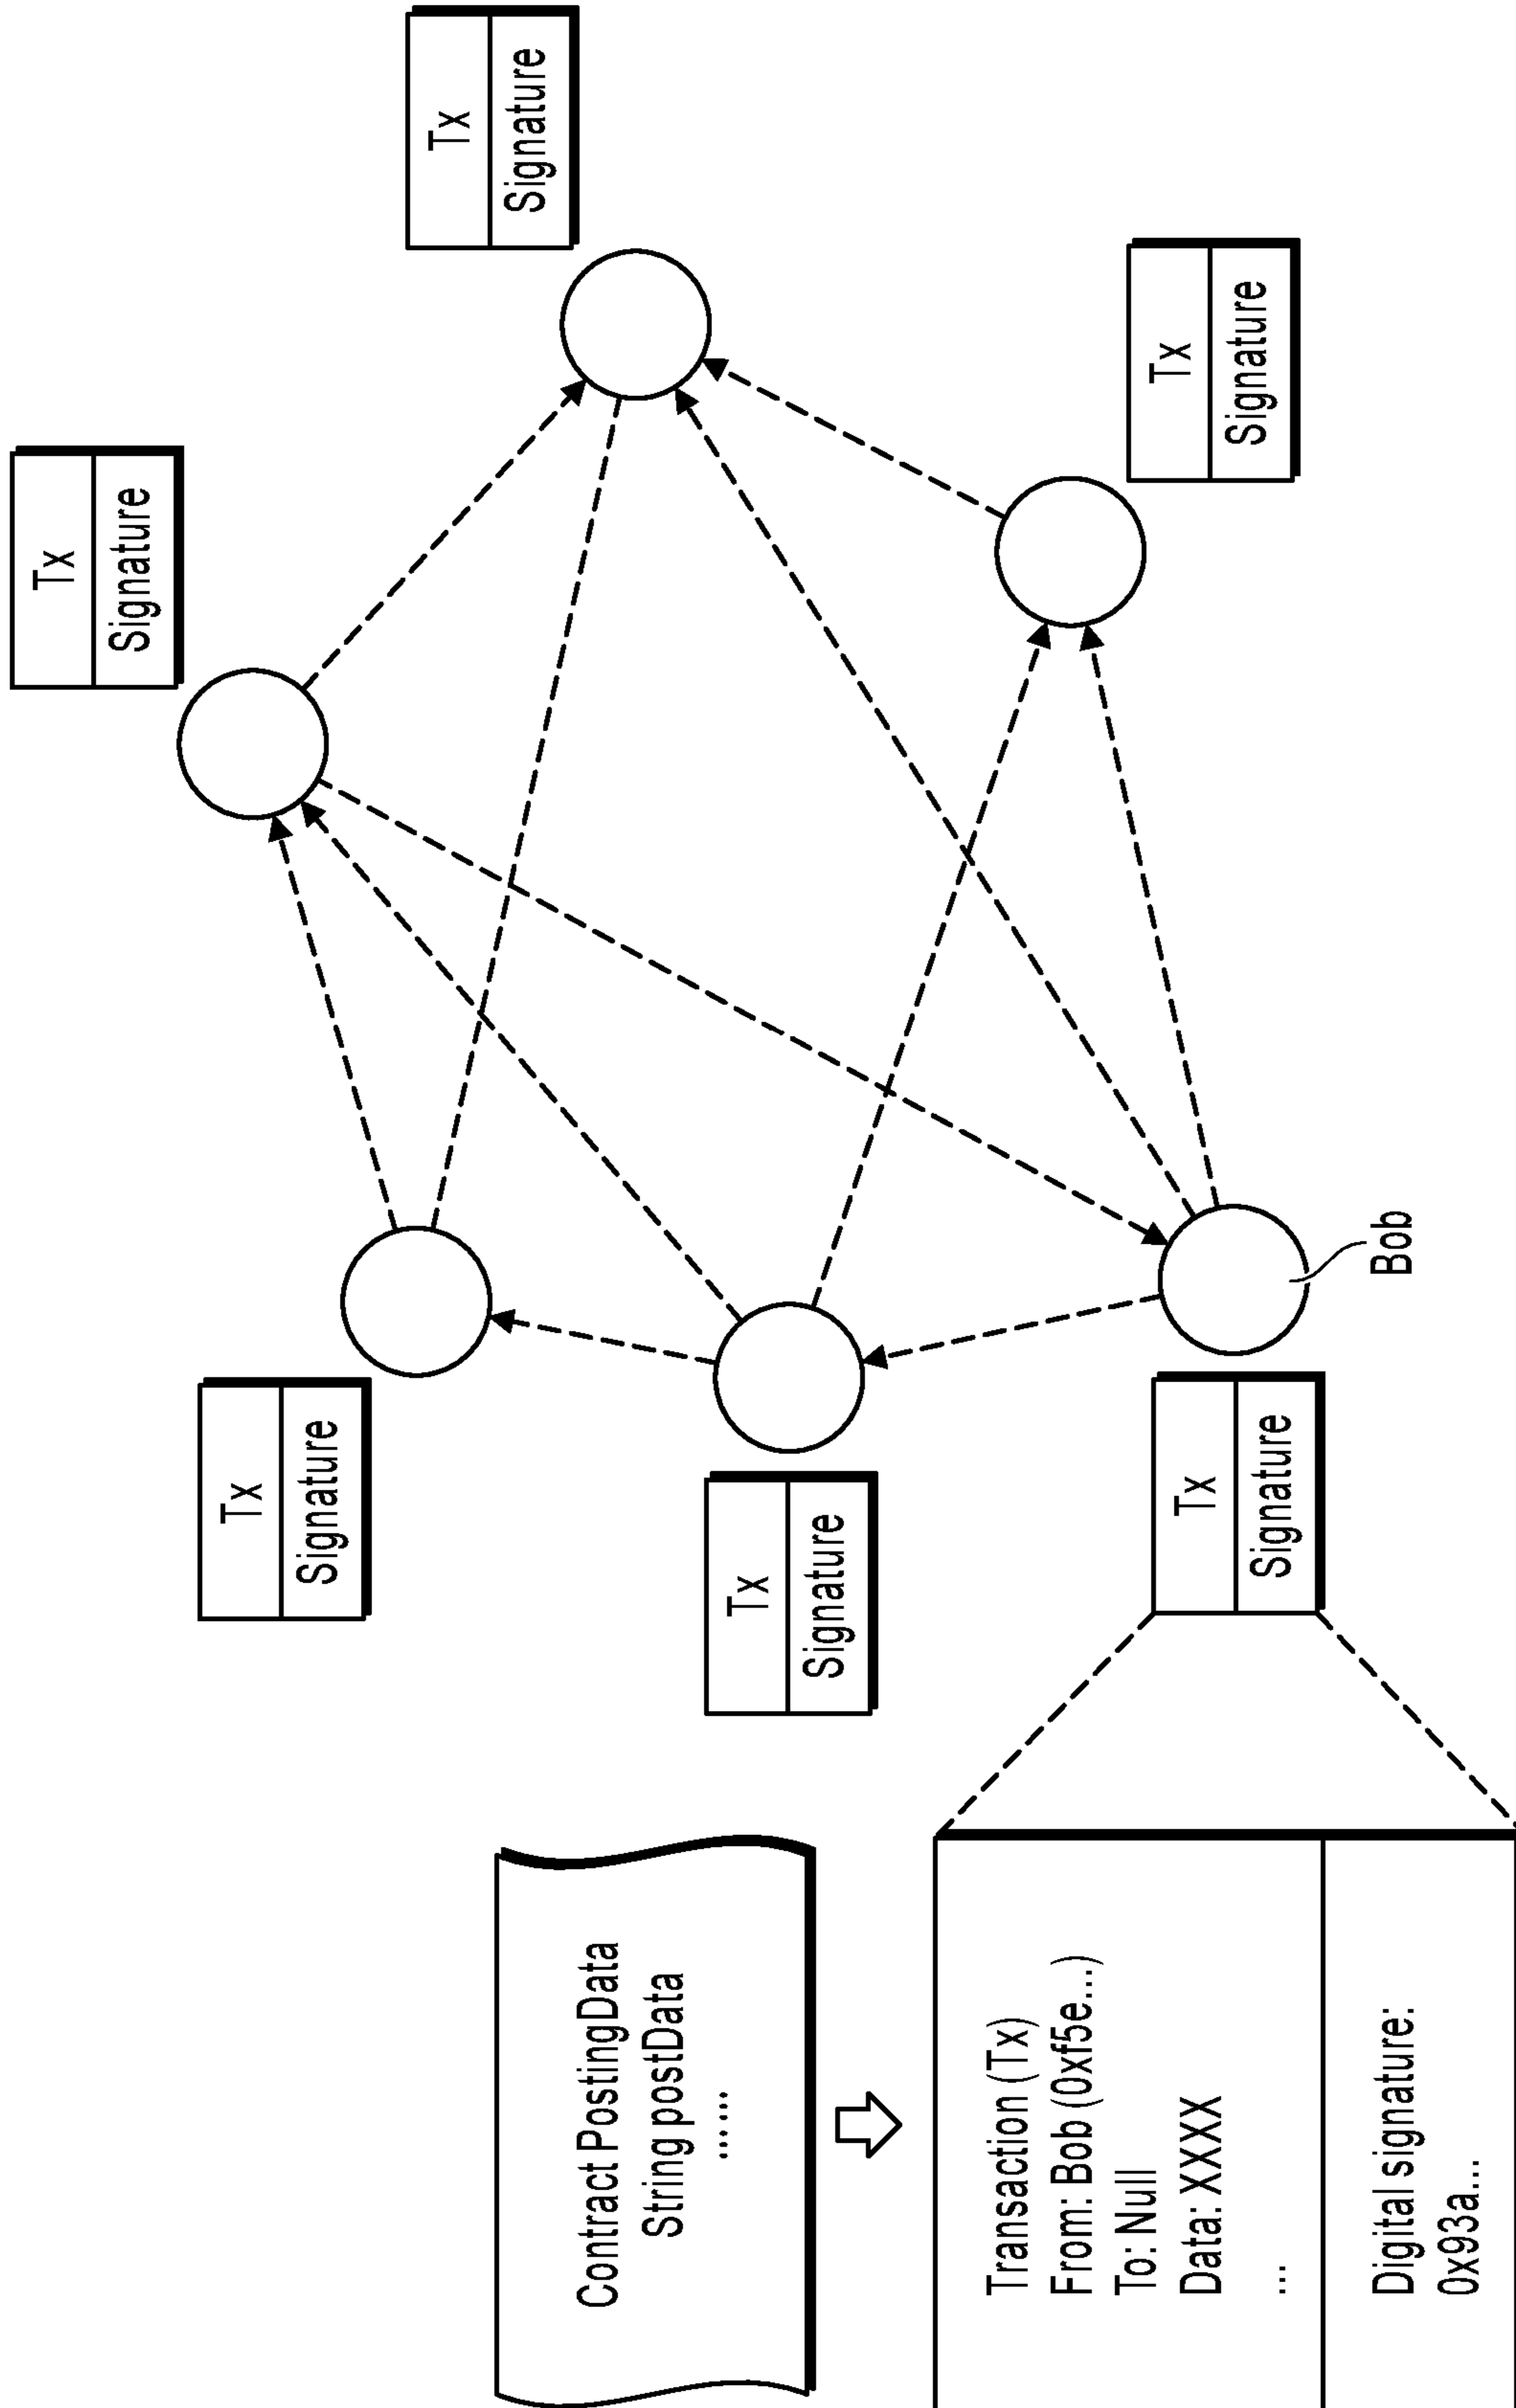 Contract PostingData
String postData
......
Transaction (Tx)
From: Bob (0xf5e...)
To: Null
Data: XXXX
...
Digital signature:
0x93a...
Tx
Signature
Tx
Signature
Tx
Signature
Tx
Signature
Tx
Signature
Tx
Signature
Bob